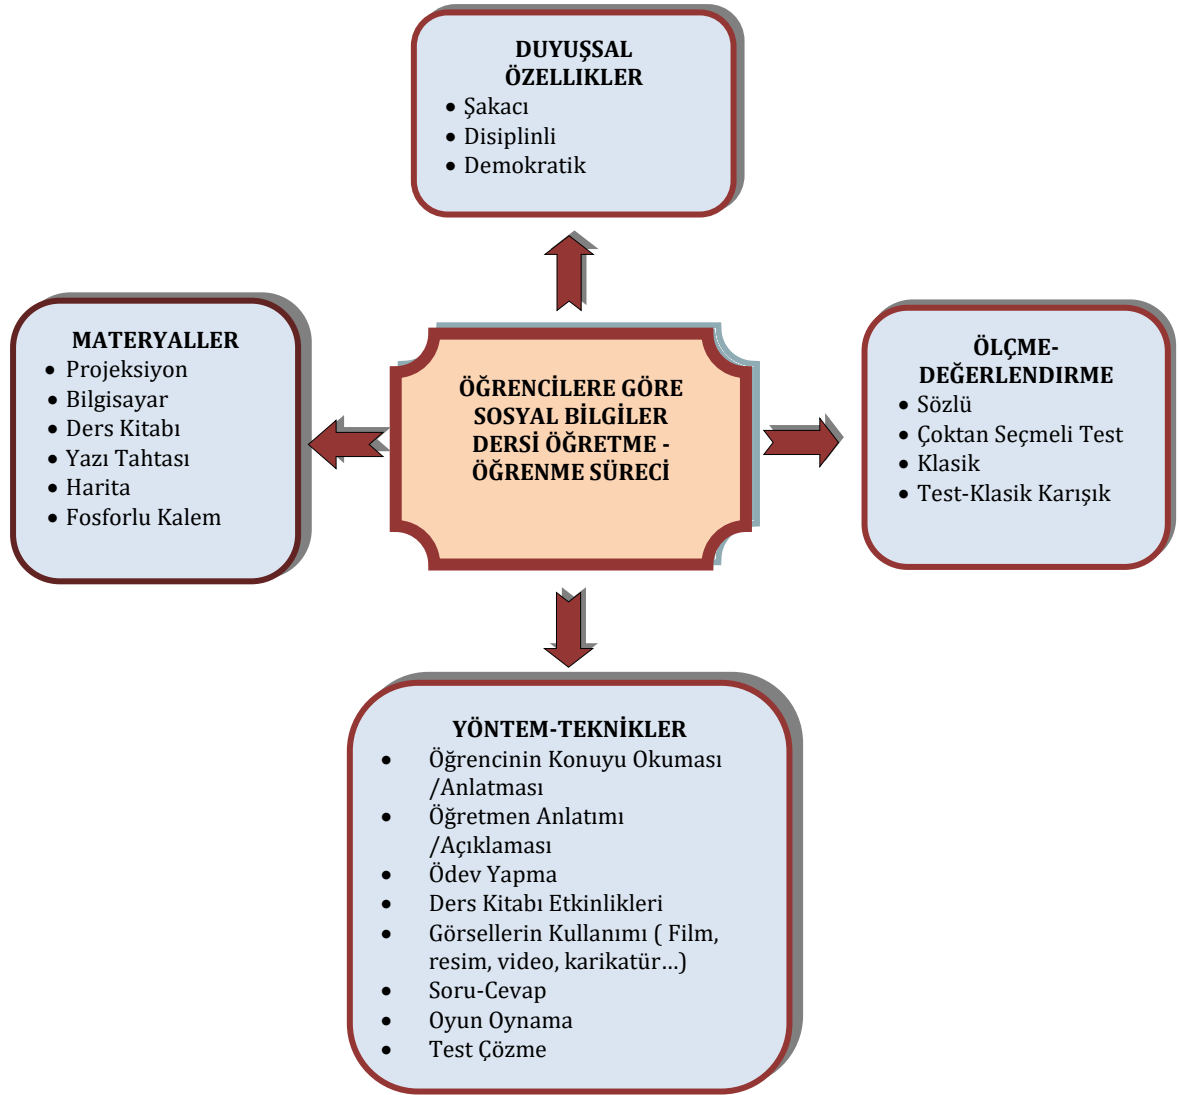 DUYUŞSAL
ÖZELLIKLER
• Şakacı
• Disiplinli
• Demokratik
MATERYALLER
• Projeksiyon
• Bilgisayar
• Ders Kitabı
• Yazı Tahtası
• Harita
• Fosforlu Kalem
ÖĞRENCİLERE GÖRE
SOSYAL BİLGİLER
DERSİ ÖĞRETME -
ÖĞRENME SÜRECİ
ÖLÇME-
DEĞERLENDIRME
• Sözlü
• Çoktan Seçmeli Test
• Klasik
• Test-Klasik Karışık
YÖNTEM-TEKNİKLER
• Öğrencinin Konuyu Okuması
/Anlatması
• Öğretmen Anlatımı
/Açıklaması
• Ödev Yapma
• Ders Kitabı Etkinlikleri
• Görsellerin Kullanımı ( Film,
resim, video, karikatür…)
• Soru-Cevap
• Oyun Oynama
• Test Çözme